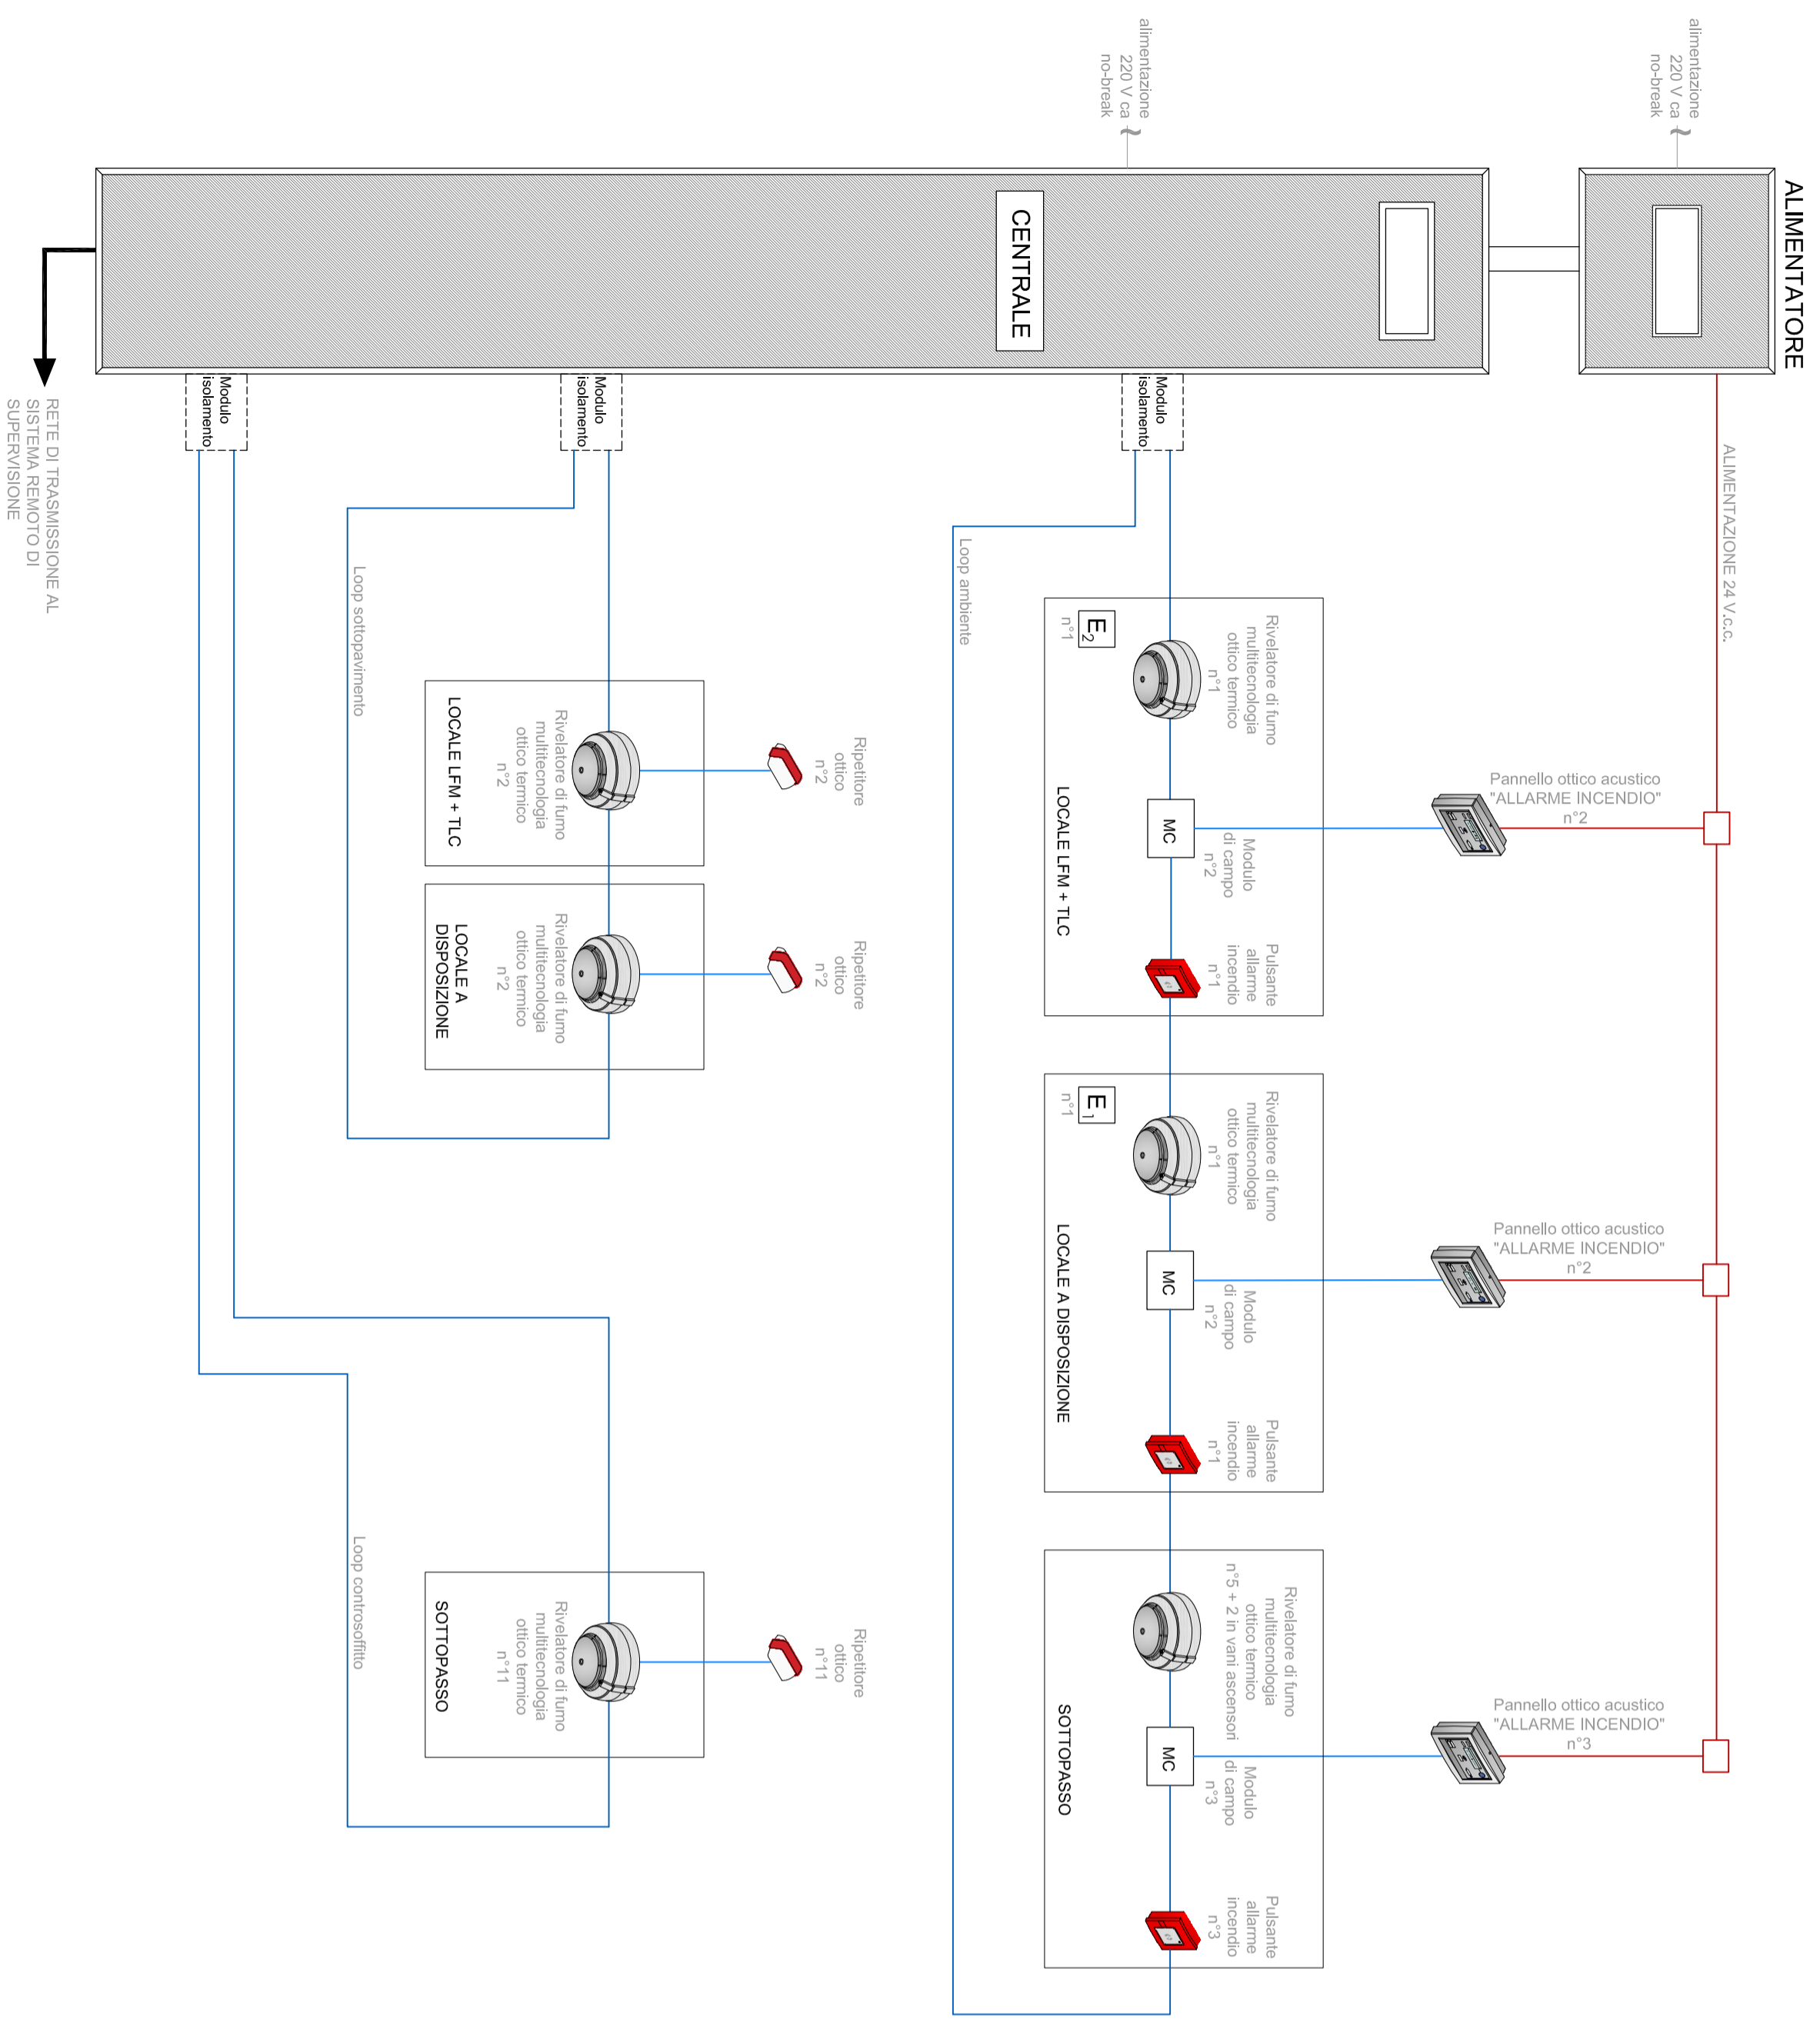 ALIMENTATORE
alimentazione
220 V ca
no-break
alimentazione
220 V ca
no-break
CENTRALE
ALIMENTAZIONE 24 V.c.c.
Pannello ottico acustico
"ALLARME INCENDIO"
n°2
Pannello ottico acustico
"ALLARME INCENDIO"
n°2
Pannello ottico acustico
"ALLARME INCENDIO"
n°3
Modulo
isolamento
Rivelatore di fumo
multitecnologia
ottico termico
n°1
Modulo
di campo
n°2
MC
Pulsante
allarme
incendio
n°1
E2
n°1
LOCALE LFM + TLC
Rivelatore di fumo
multitecnologia
ottico termico
n°1
Modulo
di campo
n°2
MC
Pulsante
allarme
incendio
n°1
E1
n°1
LOCALE A DISPOSIZIONE
Rivelatore di fumo
multitecnologia
ottico termico
n°5 + 2 in vani ascensori
Modulo
di campo
n°3
MC
Pulsante
allarme
incendio
n°3
SOTTOPASSO
Loop ambiente
Modulo
isolamento
Ripetitore
ottico
n°2
Rivelatore di fumo
multitecnologia
ottico termico
n°2
LOCALE LFM + TLC
Ripetitore
ottico
n°2
Rivelatore di fumo
multitecnologia
ottico termico
n°2
LOCALE A
DISPOSIZIONE
Loop sottopavimento
Ripetitore
ottico
n°11
Rivelatore di fumo
multitecnologia
ottico termico
n°11
SOTTOPASSO
Loop controsoffitto
Modulo
isolamento
RETE DI TRASMISSIONE AL
SISTEMA REMOTO DI
SUPERVISIONE